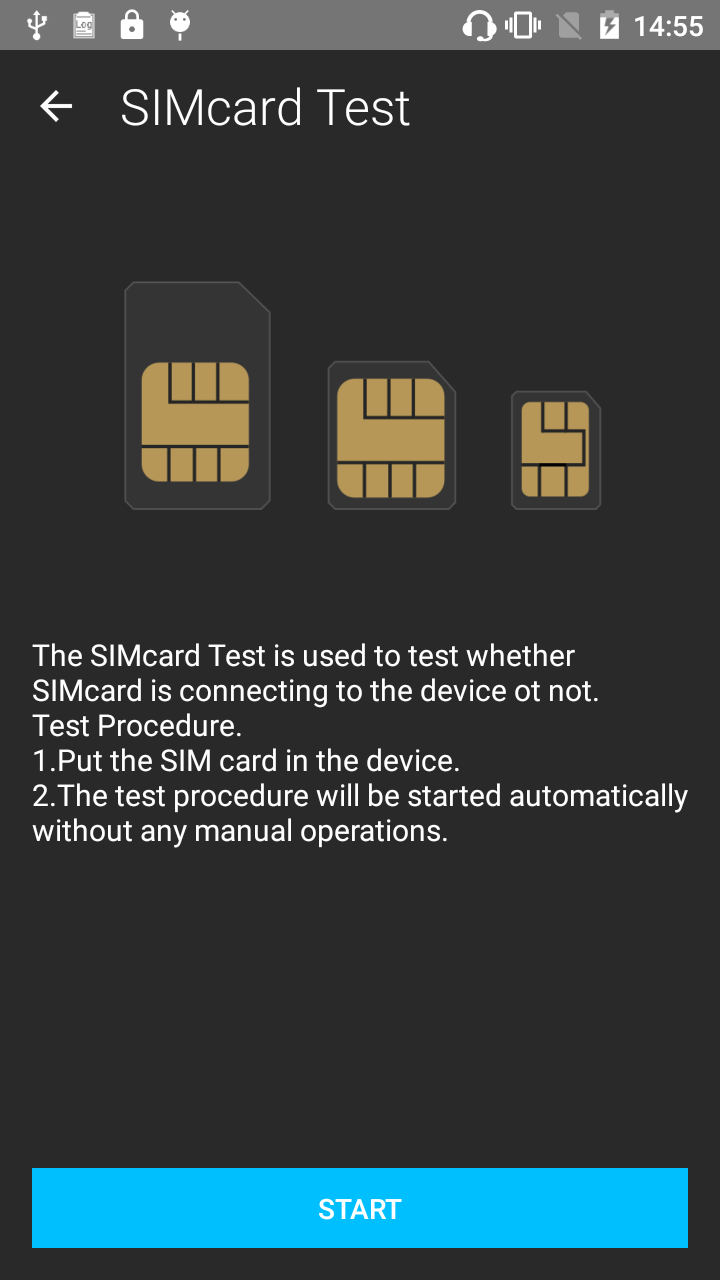 Log
14:55
SIMcard Test
The SIMcard Test is used to test whether
SIMcard is connecting to the device ot not.
Test Procedure.
1.Put the SIM card in the device.
2.The test procedure will be started automatically
without any manual operations.
START